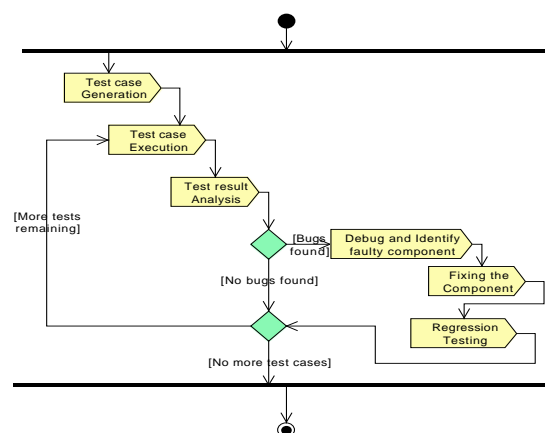 Test case
Generation
Test case
Execution
Test result
Analysis
[More tests
remaining]
[Bugs
found]
Debug and Identify
faulty component
[No bugs found]
Fixing the
Component
Regression
Testing
[No more test cases]